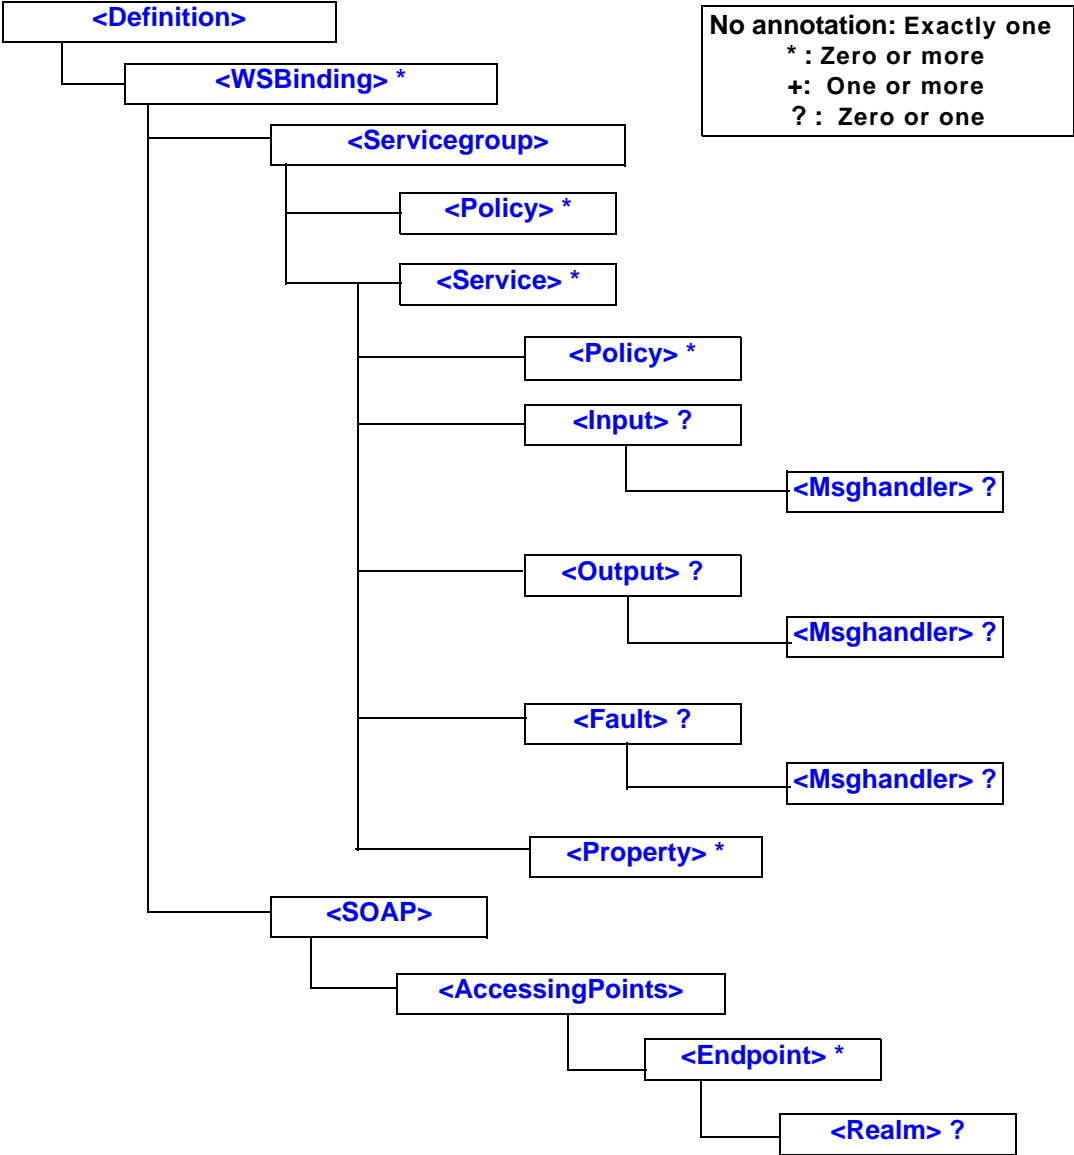 <Definition>
No annotation: Exactly one
* : Zero or more
+: One or more
? : Zero or one
<WSBinding> *
<Servicegroup>
<Policy> *
<Service> *
<Policy> *
<Input> ?
<Msghandler> ?
<Output> ?
<Msghandler> ?
<Fault> ?
<Msghandler> ?
<Property> *
<SOAP>
<AccessingPoints>
<Endpoint> *
<Realm> ?